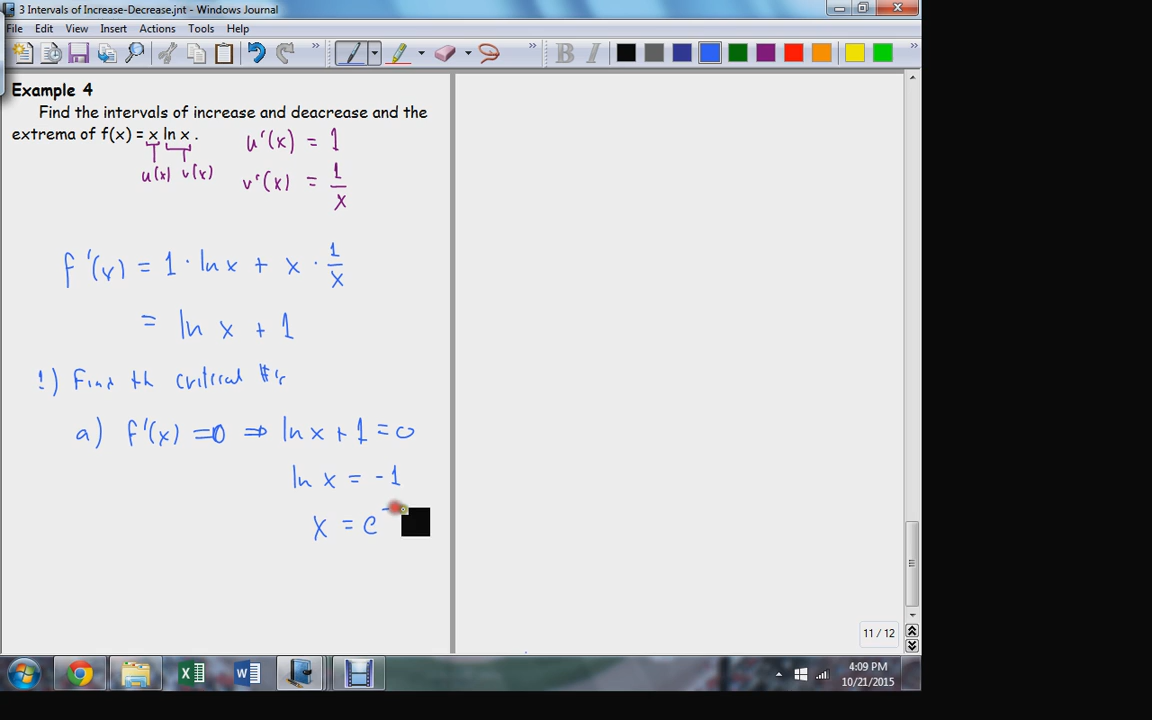 3 Intervals of Increase-Decrease.jnt - Windows Journal
File Edit View Insert Actions Tools Help
B I
Example 4
Find the intervals of increase and deacrease and the
extrema of f(x) = x ln x .
u(x) v(x)
u'(x) = 1
v'(x) = 1/x
f'(x) = 1 · ln x + x · 1/x
= ln x + 1
1) Find th critical #'s
a) f'(x) = 0 ⇒ ln x + 1 = 0
ln x = -1
x = e^-
11 / 12
4:09 PM
10/21/2015